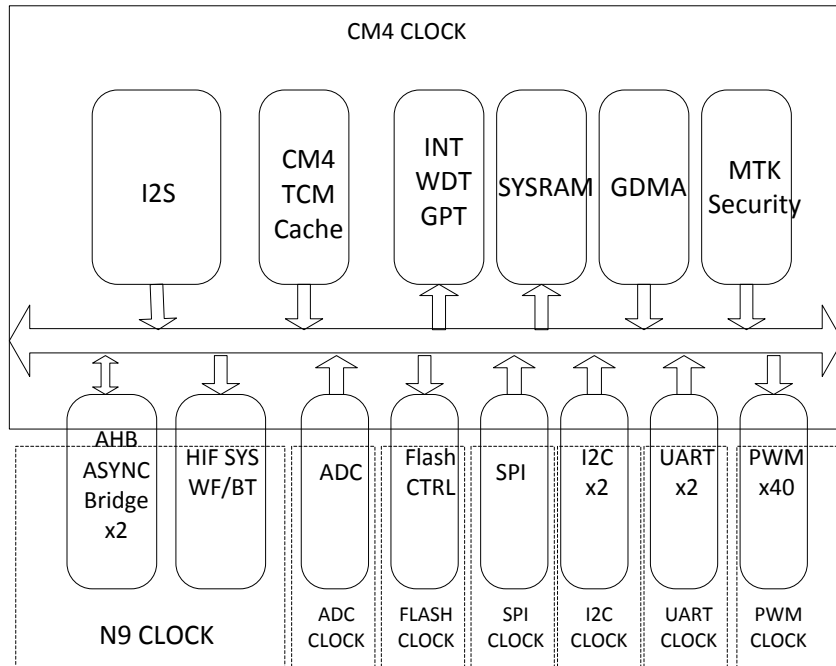 CM4 CLOCK
I2S
CM4
TCM
Cache
INT
WDT
GPT
SYSRAM
GDMA
MTK
Security
AHB
ASYNC
Bridge
x2
HIF SYS
WF/BT
ADC
Flash
CTRL
SPI
I2C
x2
UART
x2
PWM
x40
N9 CLOCK
ADC
CLOCK
FLASH
CLOCK
SPI
CLOCK
I2C
CLOCK
UART
CLOCK
PWM
CLOCK